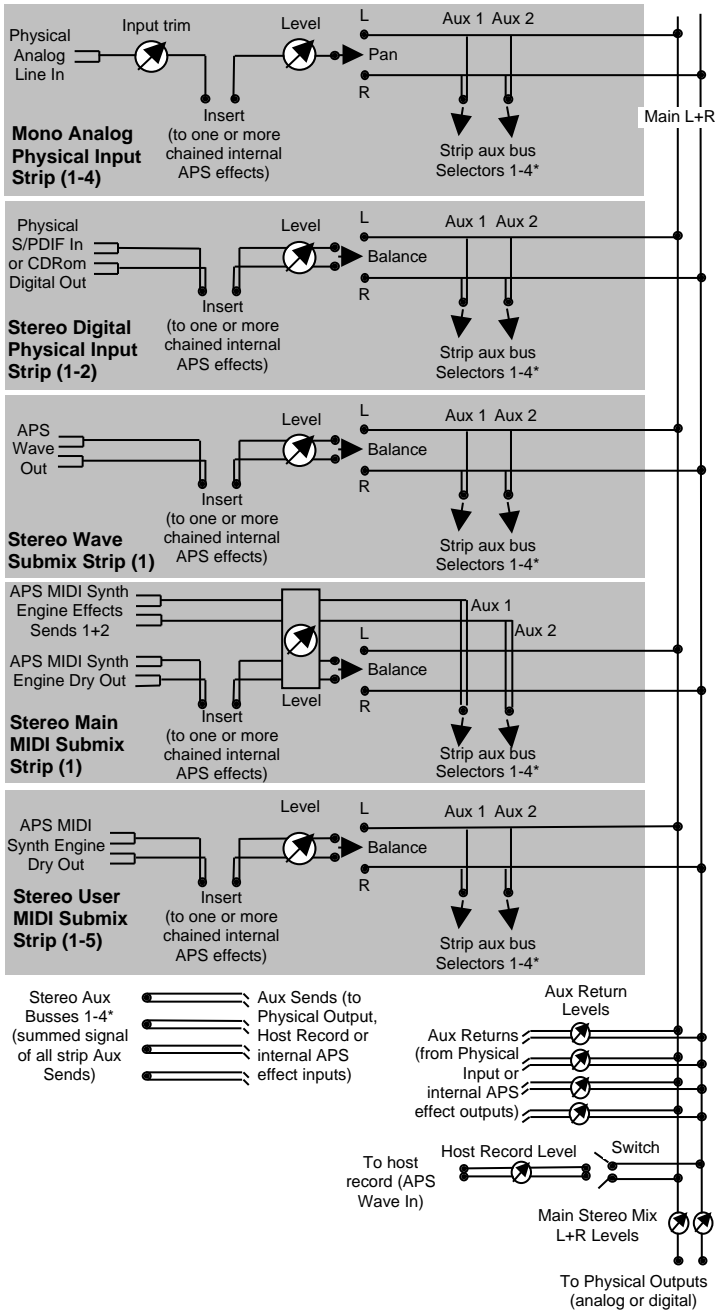 Physical
Analog
Line In
Input trim
Level
L
Pan
R
Aux 1 Aux 2
Main L+R
Insert
(to one or more
chained internal
APS effects)
Strip aux bus
Selectors 1-4*
Mono Analog
Physical Input
Strip (1-4)
Physical
S/PDIF In
or CDRom
Digital Out
Level
L
Balance
R
Aux 1 Aux 2
Insert
(to one or more
chained internal
APS effects)
Strip aux bus
Selectors 1-4*
Stereo Digital
Physical Input
Strip (1-2)
APS
Wave
Out
Level
L
Balance
R
Aux 1 Aux 2
Insert
(to one or more
chained internal
APS effects)
Strip aux bus
Selectors 1-4*
Stereo Wave
Submix Strip (1)
APS MIDI Synth
Engine Effects
Sends 1+2
APS MIDI Synth
Engine Dry Out
Level
L
Balance
R
Aux 1
Aux 2
Insert
(to one or more
chained internal
APS effects)
Strip aux bus
Selectors 1-4*
Stereo Main
MIDI Submix
Strip (1)
APS MIDI
Synth Engine
Dry Out
Level
L
Balance
R
Aux 1 Aux 2
Insert
(to one or more
chained internal
APS effects)
Strip aux bus
Selectors 1-4*
Stereo User
MIDI Submix
Strip (1-5)
Stereo Aux
Busses 1-4*
(summed signal
of all strip Aux
Sends)
Aux Sends (to
Physical Output,
Host Record or
internal APS
effect inputs)
Aux Return
Levels
Aux Returns
(from Physical
Input or
internal APS
effect outputs)
To host
record (APS
Wave In)
Host Record Level
Switch
Main Stereo Mix
L+R Levels
To Physical Outputs
(analog or digital)